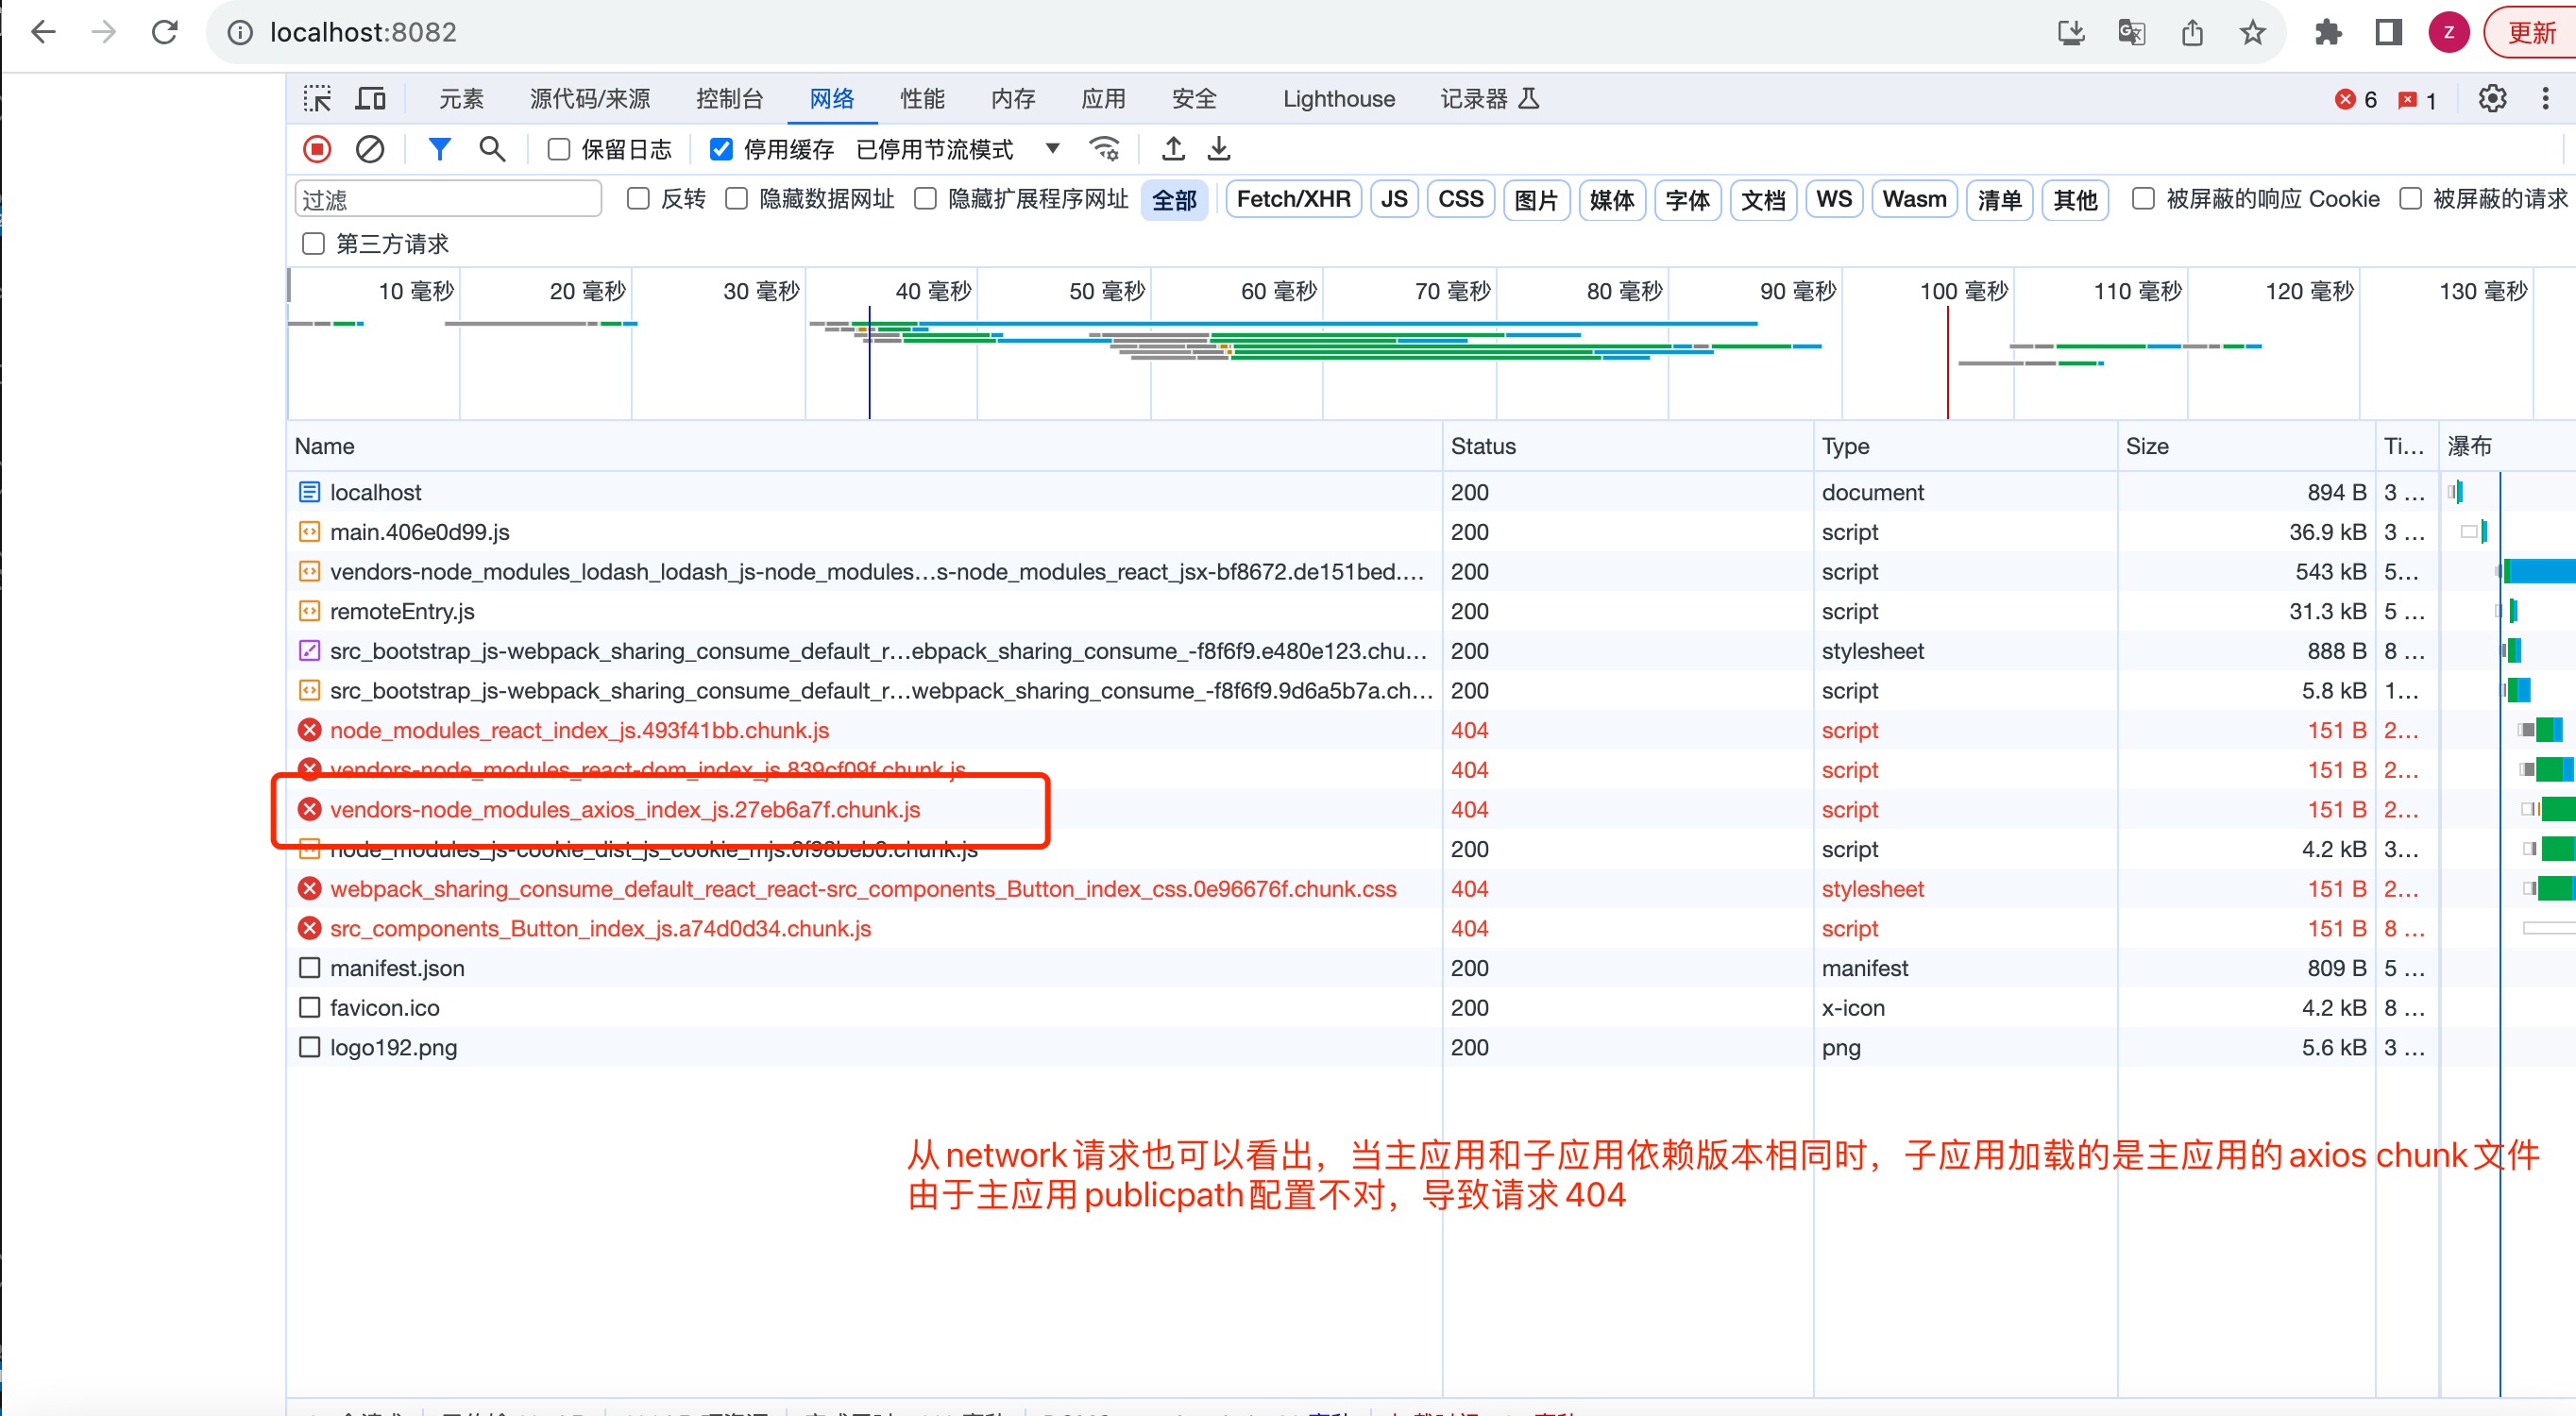 localhost:8082
Z
更新
元素 源代码/来源 控制台 网络 性能 内存 应用 安全 Lighthouse 记录器 6 1
保留日志 停用缓存 已停用节流模式
过滤 反转 隐藏数据网址 隐藏扩展程序网址 全部 Fetch/XHR JS CSS 图片 媒体 字体 文档 WS Wasm 清单 其他 被屏蔽的响应 Cookie 被屏蔽的请求
第三方请求
10 毫秒 20 毫秒 30 毫秒 40 毫秒 50 毫秒 60 毫秒 70 毫秒 80 毫秒 90 毫秒 100 毫秒 110 毫秒 120 毫秒 130 毫秒
Name Status Type Size Ti... 瀑布
localhost 200 document 894 B 3 ...
main.406e0d99.js 200 script 36.9 kB 3 ...
vendors-node_modules_lodash_lodash_js-node_modules...s-node_modules_react_jsx-bf8672.de151bed.... 200 script 543 kB 5...
remoteEntry.js 200 script 31.3 kB 5 ...
src_bootstrap_js-webpack_sharing_consume_default_r...ebpack_sharing_consume_-f8f6f9.e480e123.chu... 200 stylesheet 888 B 8 ...
src_bootstrap_js-webpack_sharing_consume_default_r...webpack_sharing_consume_-f8f6f9.9d6a5b7a.ch... 200 script 5.8 kB 1...
node_modules_react_index_js.493f41bb.chunk.js 404 script 151 B 2...
vendors-node_modules_react-dom_index_js.839cf09f.chunk.js 404 script 151 B 2...
vendors-node_modules_axios_index_js.27eb6a7f.chunk.js 404 script 151 B 2...
node_modules_js-cookie_dist_js_cookie_mjs.0f98beb0.chunk.js 200 script 4.2 kB 3...
webpack_sharing_consume_default_react_react-src_components_Button_index_css.0e96676f.chunk.css 404 stylesheet 151 B 2...
src_components_Button_index_js.a74d0d34.chunk.js 404 script 151 B 8 ...
manifest.json 200 manifest 809 B 5 ...
favicon.ico 200 x-icon 4.2 kB 8 ...
logo192.png 200 png 5.6 kB 3 ...
从network请求也可以看出，当主应用和子应用依赖版本相同时，子应用加载的是主应用的axios chunk文件
由于主应用publicpath配置不对，导致请求404